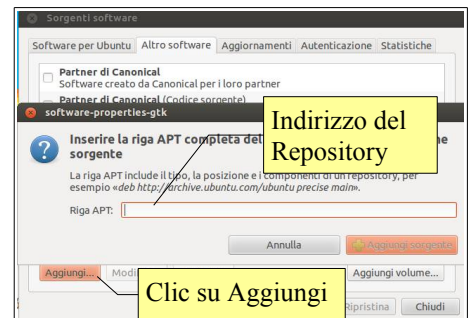 Sorgenti software
Software per Ubuntu Altro software Aggiornamenti Autenticazione Statistiche
Partner di Canonical
Software creato da Canonical per i loro partner
Partner di Canonical (Codice sorgente)
software-properties-gtk
Inserire la riga APT completa del
sorgente
Indirizzo del
Repository
La riga APT include il tipo, la posizione e i componenti di un repository, per
esempio «deb http://archive.ubuntu.com/ubuntu precise main».
Riga APT:
Annulla Aggiungi sorgente
Aggiungi... Aggiungi volume...
Clic su Aggiungi
Ripristina Chiudi